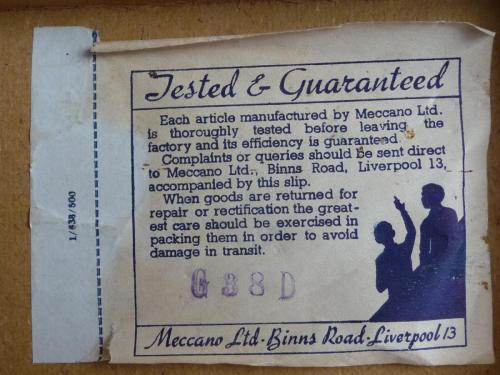 Tested & Guaranteed
Each article manufactured by Meccano Ltd.
is thoroughly tested before leaving the
factory and its efficiency is guaranteed.
Complaints or queries should be sent direct
to Meccano Ltd., Binns Road, Liverpool 13,
accompanied by this slip.
When goods are returned for
repair or rectification the great-
est care should be exercised in
packing them in order to avoid
damage in transit.
G 38 D
Meccano Ltd · Binns Road · Liverpool 13
1/438/500